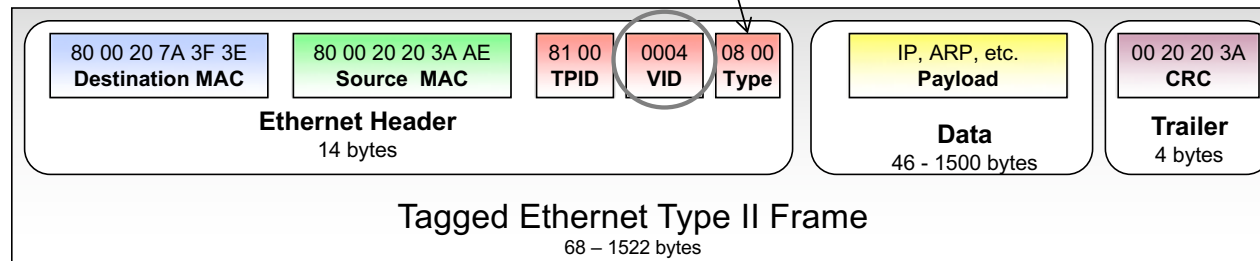 80 00 20 7A 3F 3E
Destination MAC
80 00 20 20 3A AE
Source MAC
81 00
TPID
0004
VID
08 00
Type
Ethernet Header
14 bytes
IP, ARP, etc.
Payload
Data
46 - 1500 bytes
00 20 20 3A
CRC
Trailer
4 bytes
Tagged Ethernet Type II Frame
68 – 1522 bytes